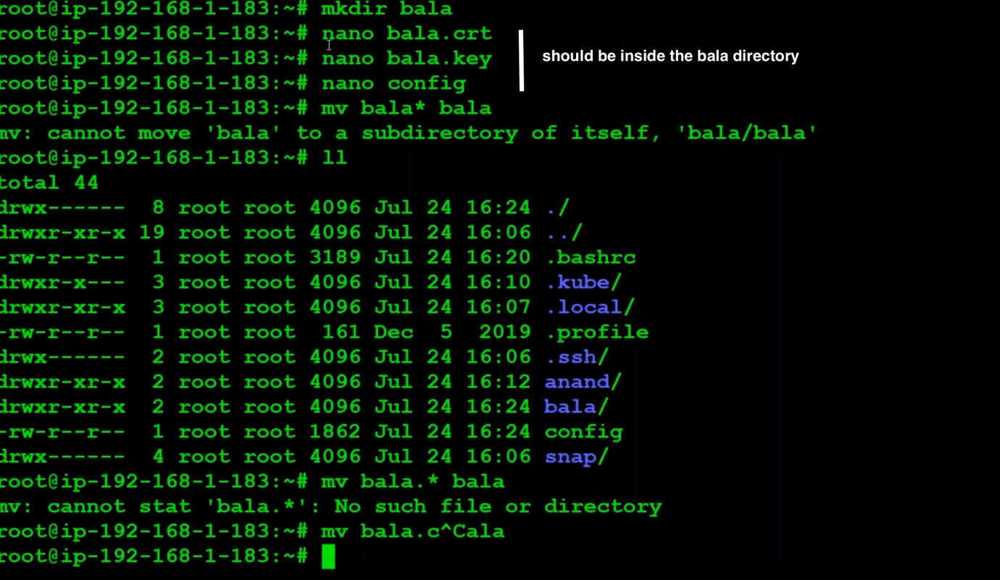 root@ip-192-168-1-183:~# mkdir bala
root@ip-192-168-1-183:~# nano bala.crt
should be inside the bala directory
root@ip-192-168-1-183:~# nano bala.key
root@ip-192-168-1-183:~# nano config
root@ip-192-168-1-183:~# mv bala* bala
mv: cannot move 'bala' to a subdirectory of itself, 'bala/bala'
root@ip-192-168-1-183:~# ll
total 44
drwx------  8 root root 4096 Jul 24 16:24 ./
drwxr-xr-x 19 root root 4096 Jul 24 16:06 ../
-rw-r--r--  1 root root 3189 Jul 24 16:20 .bashrc
drwxr-x---  3 root root 4096 Jul 24 16:10 .kube/
drwxr-xr-x  3 root root 4096 Jul 24 16:07 .local/
-rw-r--r--  1 root root  161 Dec  5  2019 .profile
drwx------  2 root root 4096 Jul 24 16:06 .ssh/
drwxr-xr-x  2 root root 4096 Jul 24 16:12 anand/
drwxr-xr-x  2 root root 4096 Jul 24 16:24 bala/
-rw-r--r--  1 root root 1862 Jul 24 16:24 config
drwx------  4 root root 4096 Jul 24 16:06 snap/
root@ip-192-168-1-183:~# mv bala.* bala
mv: cannot stat 'bala.*': No such file or directory
root@ip-192-168-1-183:~# mv bala.c^Cala
root@ip-192-168-1-183:~#